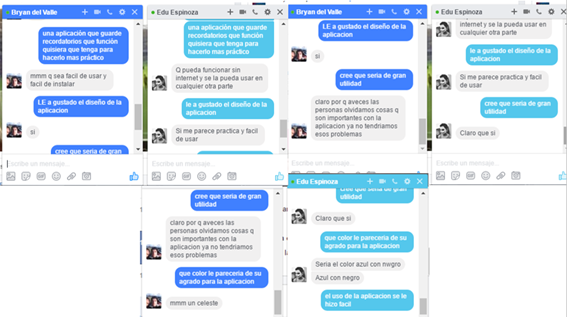 Bryan del Valle
una aplicación que guarde
recordatorios que función
quisiera que tenga para
hacerlo mas práctico
mmm q sea facil de usar y
facil de instalar
LE a gustado el diseño de la
aplicacion
si
cree que seria de gran
Escribe un mensaje...
Edu Espinoza
una aplicación que guarde
recordatorios que función
quisiera que tenga para
hacerlo mas práctico
Q pueda funcionar sin
internet y se la pueda usar en
cualquier otra parte
le a gustado el diseño de la
aplicacion
Si me parece practica y facil
de usar
Escribe un mensaje...
Bryan del Valle
LE a gustado el diseño de la
aplicacion
si
cree que seria de gran
utilidad
claro por q aveces las
personas olvidamos cosas q
son importantes con la
aplicacion ya no tendriamos
esos problemas
Escribe un mensaje...
Edu Espinoza
internet y se la pueda usar en
cualquier otra parte
le a gustado el diseño de la
aplicacion
Si me parece practica y facil
de usar
cree que seria de gran
utilidad
Claro que si
Escribe un mensaje...
cree que seria de gran
utilidad
claro por q aveces las
personas olvidamos cosas q
son importantes con la
aplicacion ya no tendriamos
esos problemas
que color le pareceria de su
agrado para la aplicacion
mmm un celeste
Edu Espinoza
cree que seria de gran
utilidad
Claro que si
que color le pareceria de su
agrado para la aplicacion
Seria el color azul con nwgro
Azul con negro
el uso de la aplicacion se le
hizo facil